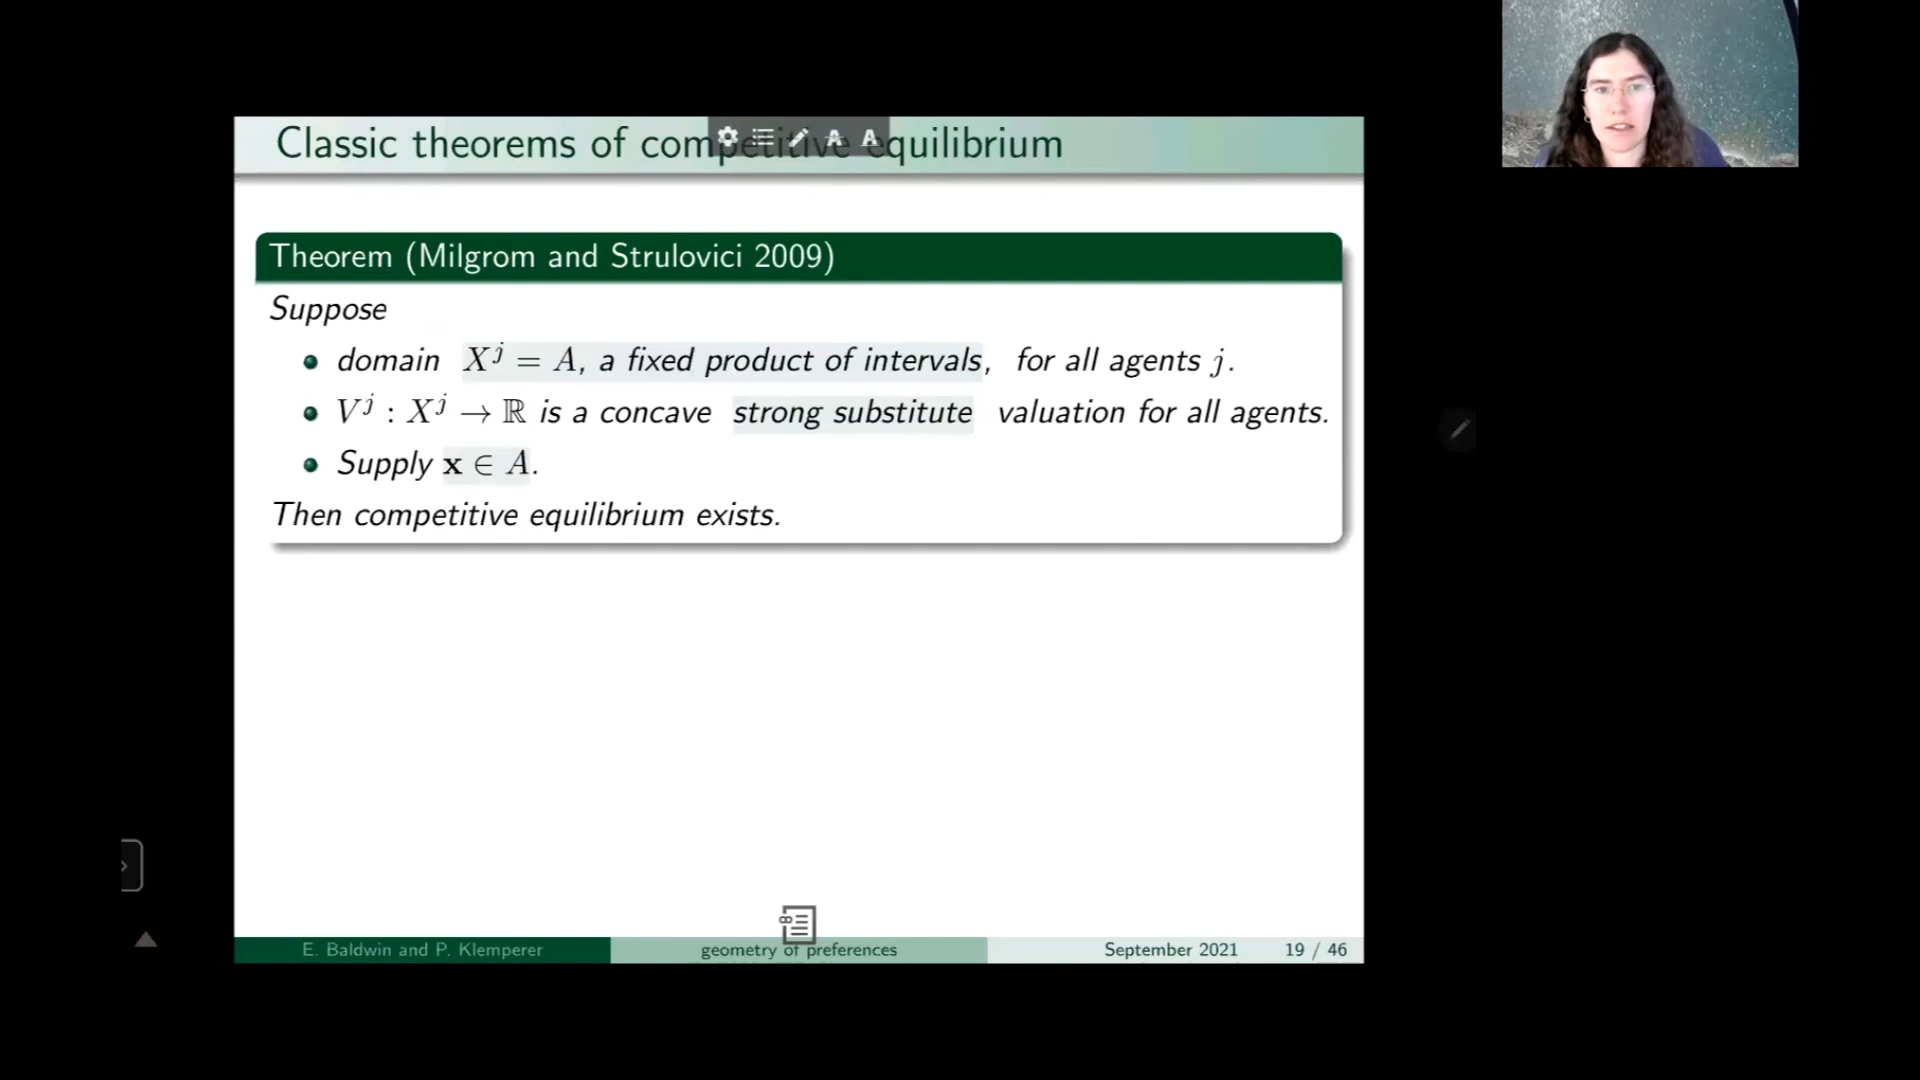 Classic theorems of competitive equilibrium
Theorem (Milgrom and Strulovici 2009)
Suppose
• domain X^j = A, a fixed product of intervals, for all agents j.
• V^j : X^j → ℝ is a concave strong substitute valuation for all agents.
• Supply x ∈ A.
Then competitive equilibrium exists.
E. Baldwin and P. Klemperer geometry of preferences September 2021 19 / 46